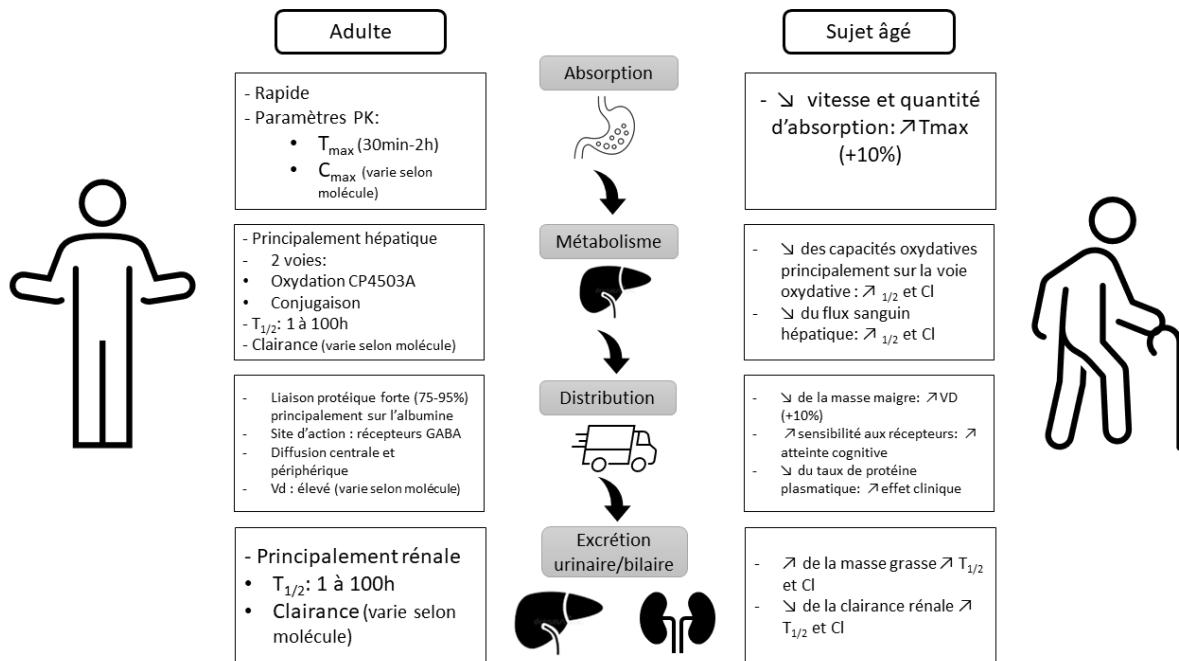 Adulte
Sujet âgé
Absorption
- Rapide
- Paramètres PK:
• Tmax (30min-2h)
• Cmax (varie selon
molécule)
- ↘ vitesse et quantité
d'absorption: ↗ Tmax
(+10%)
Métabolisme
- Principalement hépatique
- 2 voies:
• Oxydation CP4503A
• Conjugaison
- T1/2: 1 à 100h
- Clairance (varie selon molécule)
- ↘ des capacités oxydatives
principalement sur la voie
oxydative : ↗ 1/2 et Cl
- ↘ du flux sanguin
hépatique: ↗ 1/2 et Cl
Distribution
- Liaison protéique forte (75-95%)
principalement sur l'albumine
- Site d'action : récepteurs GABA
- Diffusion centrale et
périphérique
- Vd : élevé (varie selon molécule)
- ↘ de la masse maigre: ↗ VD
(+10%)
- ↗ sensibilité aux récepteurs: ↗
atteinte cognitive
- ↘ du taux de protéine
plasmatique: ↗ effet clinique
Excrétion
urinaire/bilaire
- Principalement rénale
• T1/2: 1 à 100h
• Clairance (varie selon
molécule)
- ↗ de la masse grasse ↗ T1/2
et Cl
- ↘ de la clairance rénale ↗
T1/2 et Cl